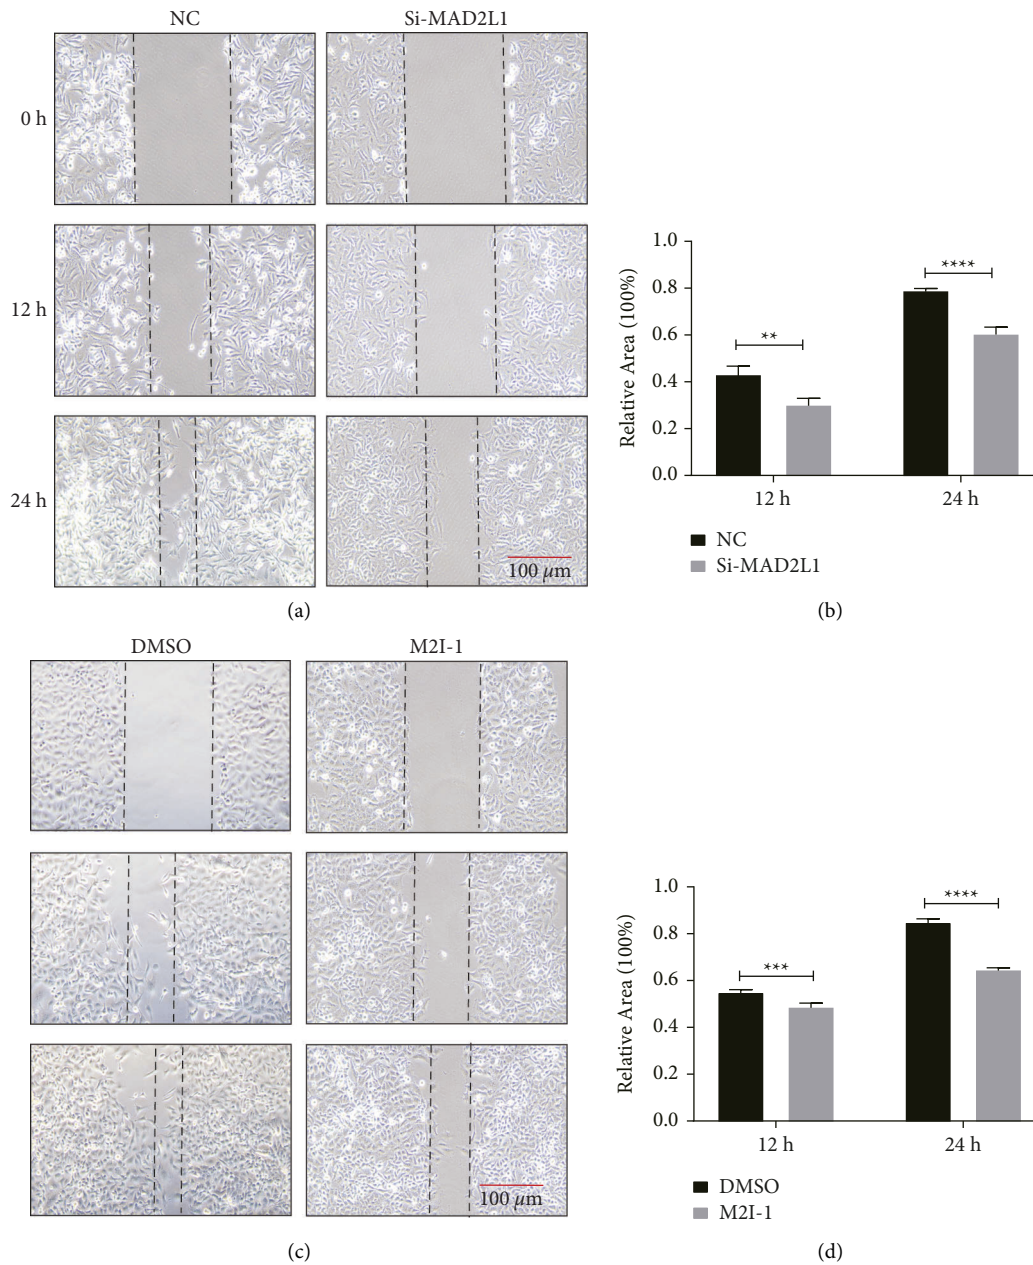 NC Si-MAD2L1
0 h
12 h
24 h
100 μm
(a)
Relative Area (100%)
1.0
0.8
0.6
0.4
0.2
0.0
**
****
12 h 24 h
NC
Si-MAD2L1
(b)
DMSO M2I-1
100 μm
(c)
Relative Area (100%)
1.0
0.8
0.6
0.4
0.2
0.0
***
****
12 h 24 h
DMSO
M2I-1
(d)